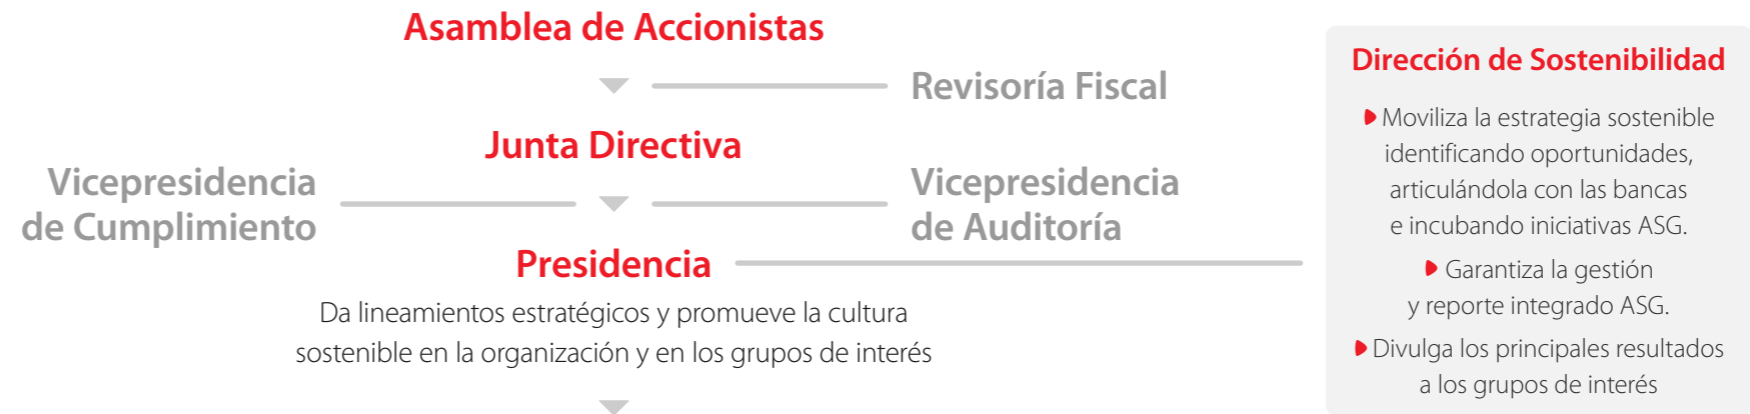 Asamblea de Accionistas
Revisoría Fiscal
Junta Directiva
Vicepresidencia
de Cumplimiento
Vicepresidencia
de Auditoría
Presidencia
Da lineamientos estratégicos y promueve la cultura
sostenible en la organización y en los grupos de interés
Dirección de Sostenibilidad
Moviliza la estrategia sostenible
identificando oportunidades,
articulándola con las bancas
e incubando iniciativas ASG.
Garantiza la gestión
y reporte integrado ASG.
Divulga los principales resultados
a los grupos de interés